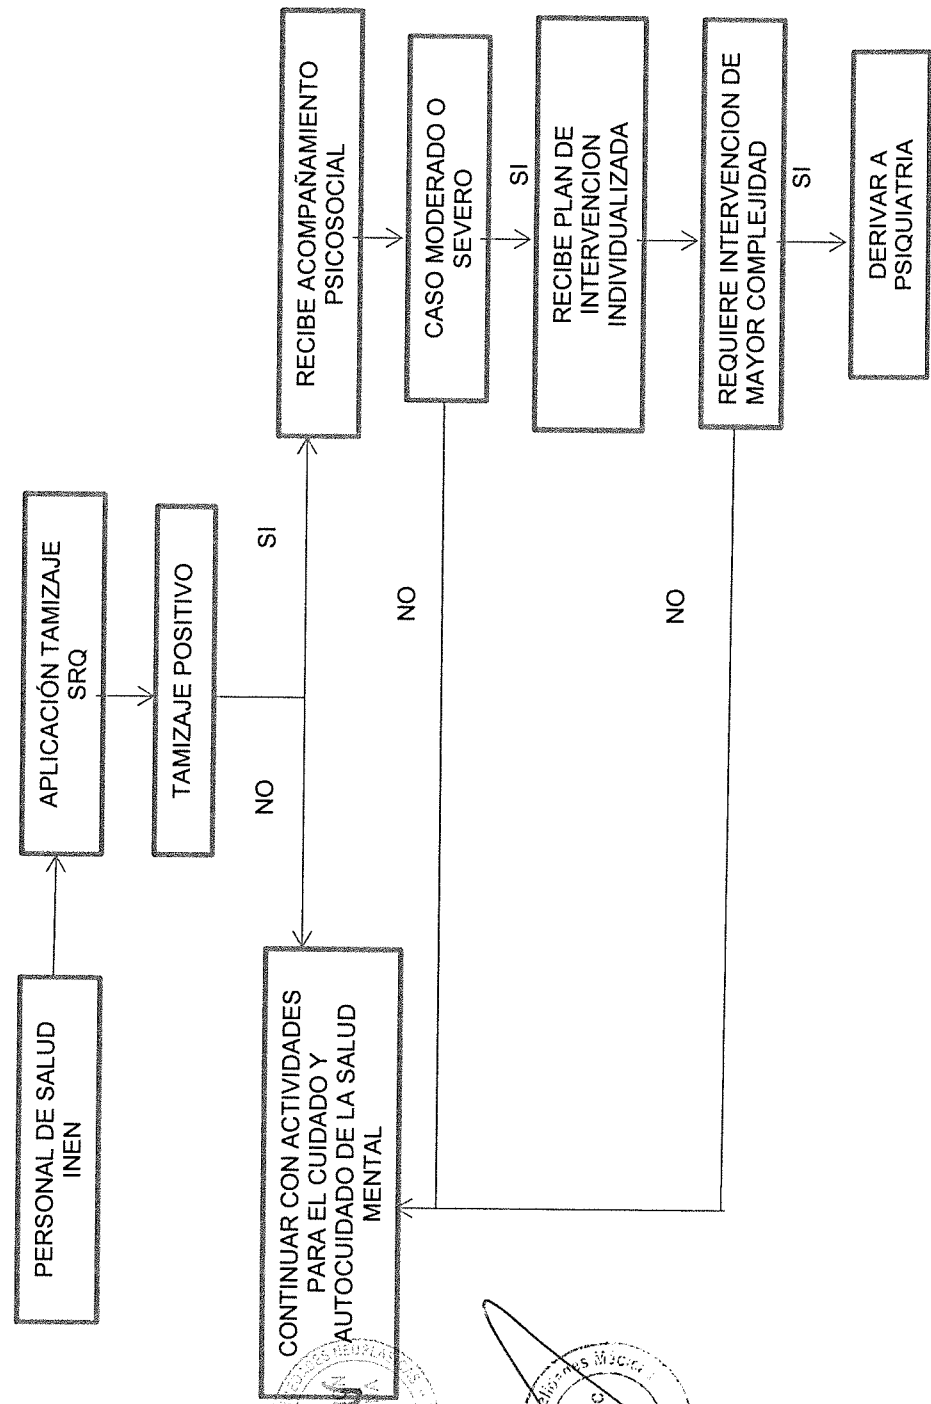 PERSONAL DE SALUD
INEN
APLICACIÓN TAMIZAJE
SRQ
TAMIZAJE POSITIVO
NO
SI
CONTINUAR CON ACTIVIDADES
PARA EL CUIDADO Y
AUTOCUIDADO DE LA SALUD
MENTAL
RECIBE ACOMPAÑAMIENTO
PSICOSOCIAL
CASO MODERADO O
SEVERO
NO
SI
RECIBE PLAN DE
INTERVENCION
INDIVIDUALIZADA
REQUIERE INTERVENCION DE
MAYOR COMPLEJIDAD
NO
SI
DERIVAR A
PSIQUIATRIA